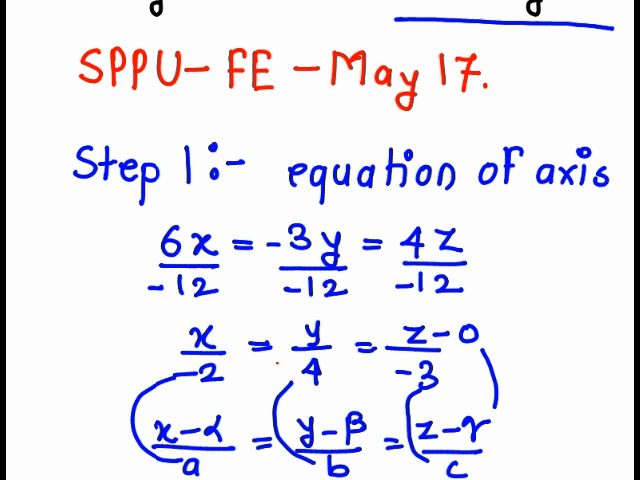 SPPU - FE - May 17.
Step 1 :- equation of axis
6x/-12 = -3y/-12 = 4z/-12
x/-2 = y/4 = z-0/-3
x-α/a = y-β/b = z-γ/c